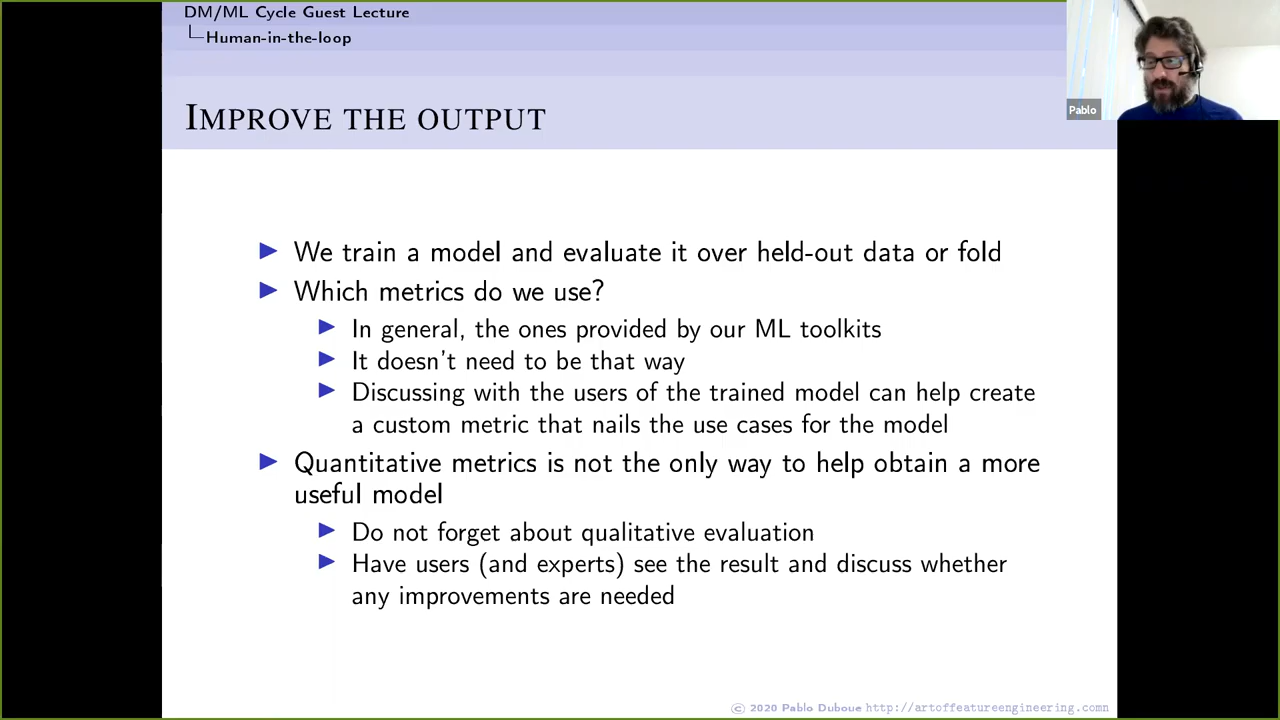 DM/ML Cycle Guest Lecture
Human-in-the-loop
IMPROVE THE OUTPUT
Pablo
We train a model and evaluate it over held-out data or fold
Which metrics do we use?
In general, the ones provided by our ML toolkits
It doesn't need to be that way
Discussing with the users of the trained model can help create
a custom metric that nails the use cases for the model
Quantitative metrics is not the only way to help obtain a more
useful model
Do not forget about qualitative evaluation
Have users (and experts) see the result and discuss whether
any improvements are needed
© 2020 Pablo Duboue http://artoffeatureengineering.comn